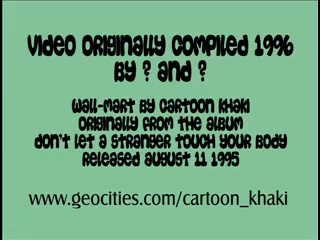 Video Originally Compiled 1996
By ? and ?
Wall-Mart by Cartoon Khaki
Originally from the album
Don't Let a Stranger Touch Your Body
Released August 11 1995
www.geocities.com/cartoon_khaki